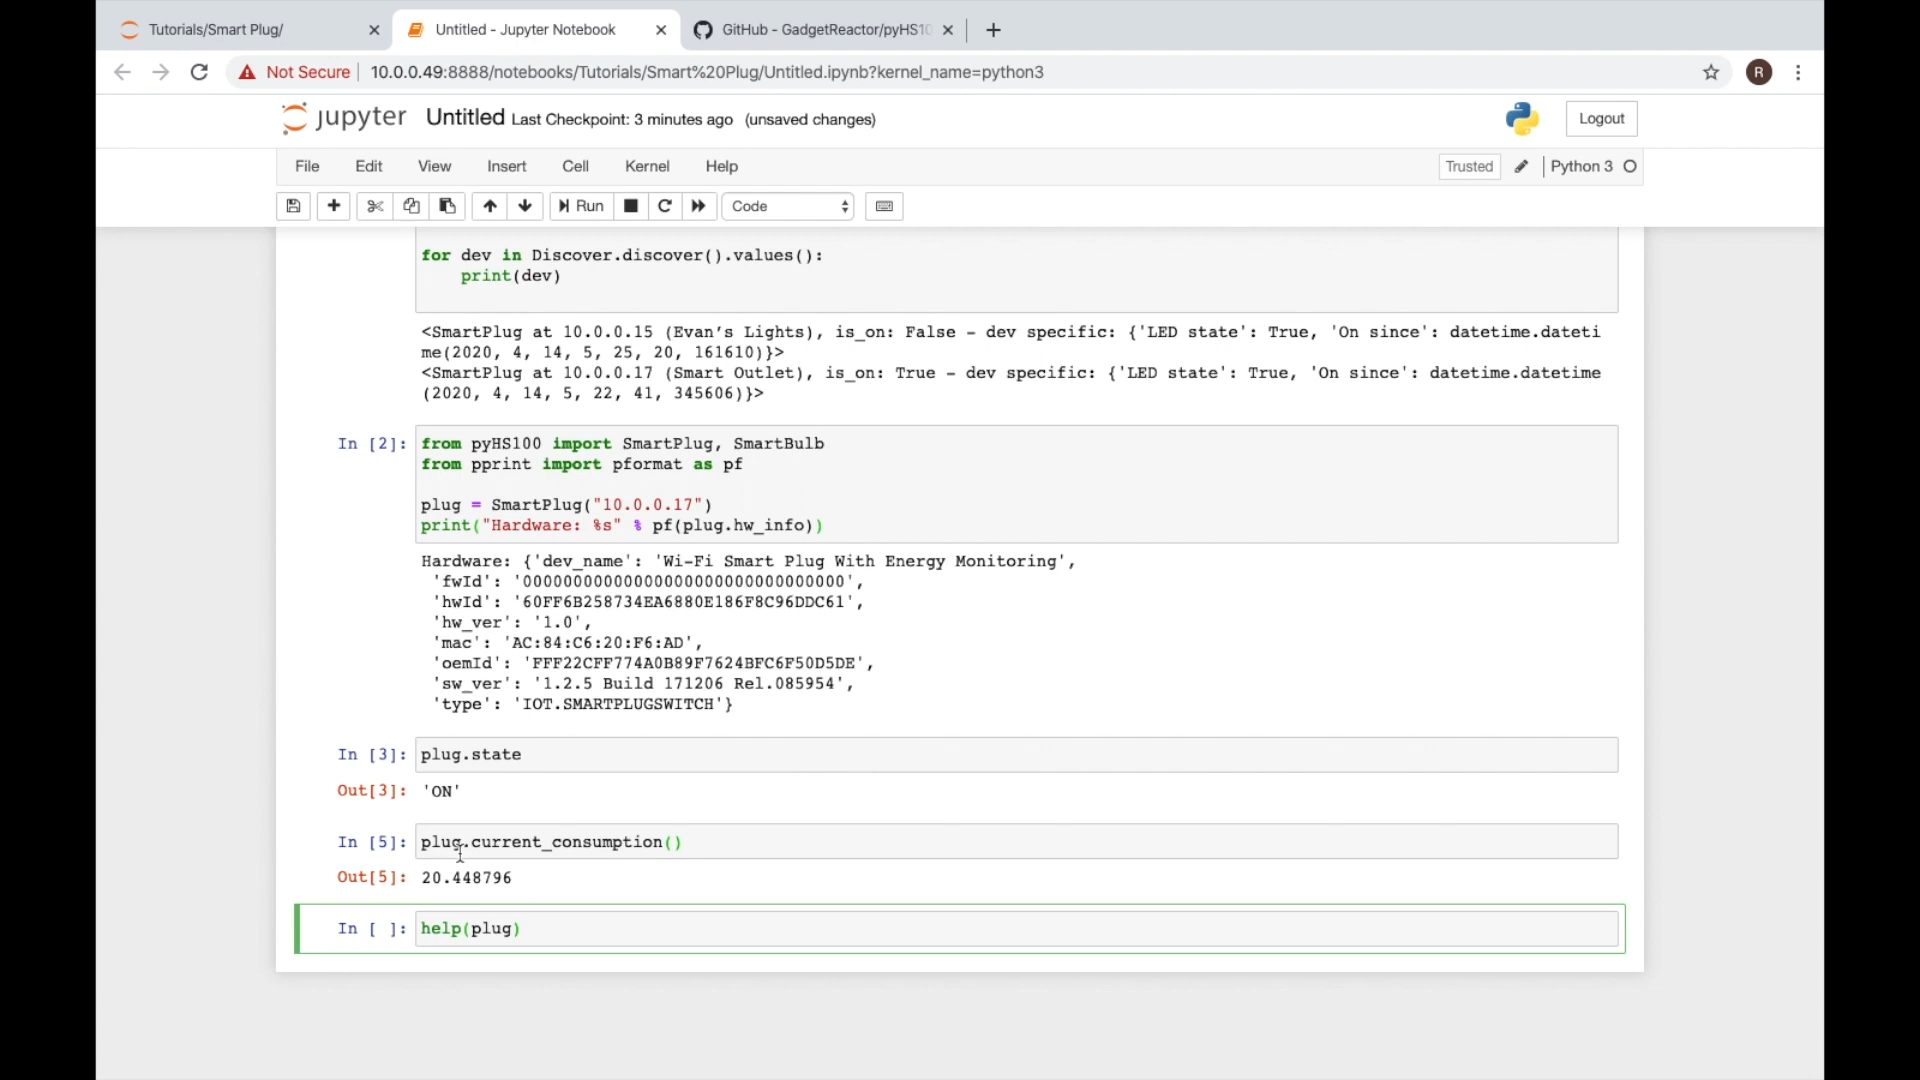 Tutorials/Smart Plug/
Untitled - Jupyter Notebook
GitHub - GadgetReactor/pyHS10
Not Secure
10.0.0.49:8888/notebooks/Tutorials/Smart%20Plug/Untitled.ipynb?kernel_name=python3
R
jupyter Untitled Last Checkpoint: 3 minutes ago (unsaved changes)
Logout
File Edit View Insert Cell Kernel Help
Trusted
Python 3
Run
Code
for dev in Discover.discover().values():
print(dev)
<SmartPlug at 10.0.0.15 (Evan’s Lights), is_on: False - dev specific: {'LED state': True, 'On since': datetime.dateti
me(2020, 4, 14, 5, 25, 20, 161610)}>
<SmartPlug at 10.0.0.17 (Smart Outlet), is_on: True - dev specific: {'LED state': True, 'On since': datetime.datetime
(2020, 4, 14, 5, 22, 41, 345606)}>
In [2]: from pyHS100 import SmartPlug, SmartBulb
from pprint import pformat as pf
plug = SmartPlug("10.0.0.17")
print("Hardware: %s" % pf(plug.hw_info))
Hardware: {'dev_name': 'Wi-Fi Smart Plug With Energy Monitoring',
'fwId': '00000000000000000000000000000000',
'hwId': '60FF6B258734EA6880E186F8C96DDC61',
'hw_ver': '1.0',
'mac': 'AC:84:C6:20:F6:AD',
'oemId': 'FFF22CFF774A0B89F7624BFC6F50D5DE',
'sw_ver': '1.2.5 Build 171206 Rel.085954',
'type': 'IOT.SMARTPLUGSWITCH'}
In [3]: plug.state
Out[3]: 'ON'
In [5]: plug.current_consumption()
Out[5]: 20.448796
In [ ]: help(plug)